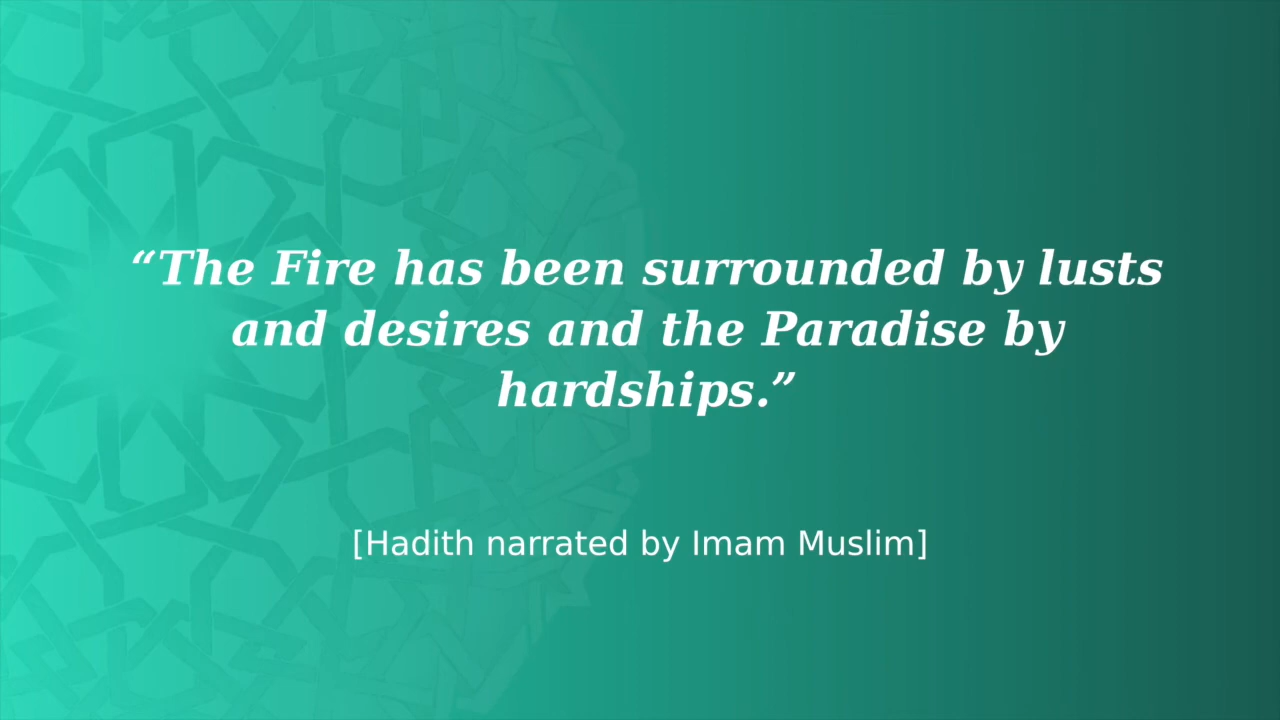 “The Fire has been surrounded by lusts
and desires and the Paradise by
hardships.”
[Hadith narrated by Imam Muslim]